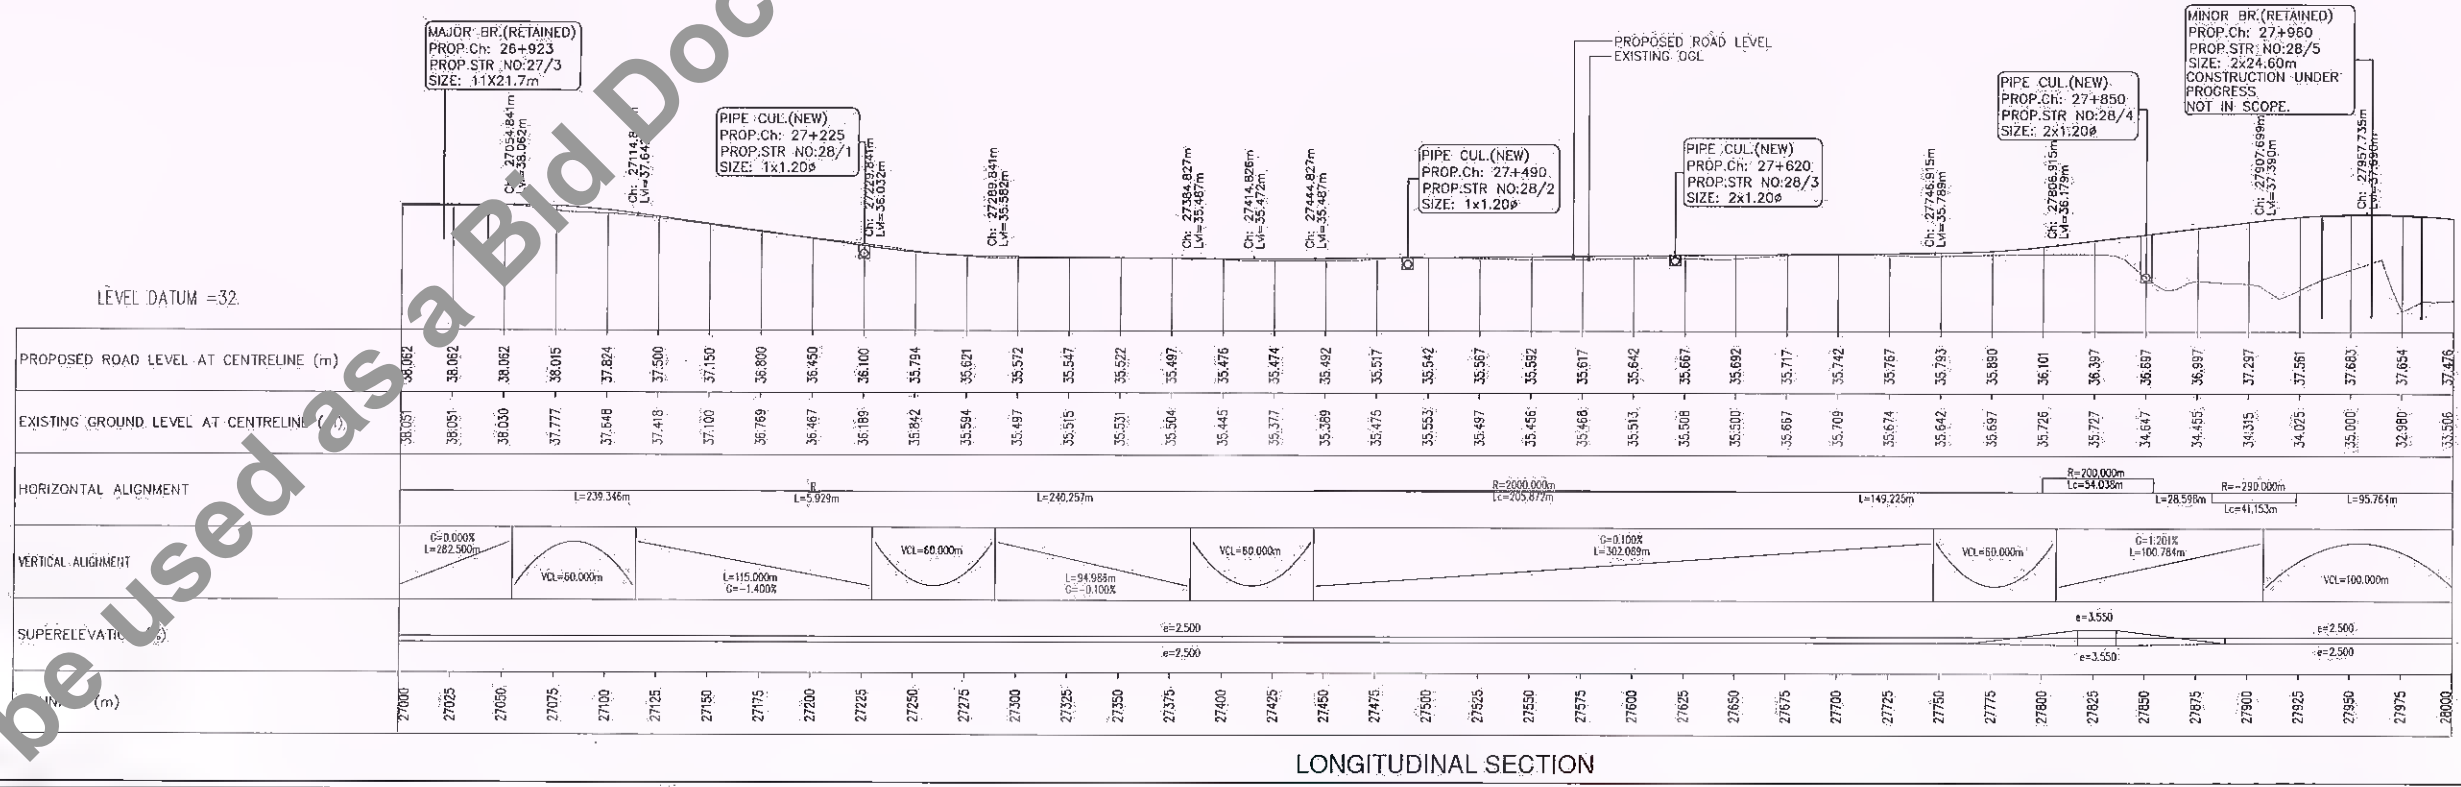 be used as a Bid Doc
MAJOR BR.(RETAINED)
PROP.Ch: 26+923
PROP.STR NO:27/3
SIZE: 11X21.7m
Ch: 27054.841m
Lvl=38.062m
PIPE CUL.(NEW)
PROP.Ch: 27+225
PROP.STR NO:28/1
SIZE: 1x1.20ø
Ch: 27229.841m
Lvl=36.032m
Ch: 27289.841m
Lvl=35.582m
Ch: 27384.827m
Lvl=35.487m
Ch: 27414.826m
Lvl=35.472m
Ch: 27444.827m
Lvl=35.487m
PIPE CUL.(NEW)
PROP.Ch: 27+490
PROP.STR NO:28/2
SIZE: 1x1.20ø
PROPOSED ROAD LEVEL
EXISTING OGL
PIPE CUL.(NEW)
PROP.Ch: 27+620
PROP.STR NO:28/3
SIZE: 2x1.20ø
Ch: 27746.915m
Lvl=35.789m
Ch: 27806.915m
Lvl=36.179m
PIPE CUL.(NEW)
PROP.Ch: 27+850
PROP.STR NO:28/4
SIZE: 2x1.20ø
MINOR BR.(RETAINED)
PROP.Ch: 27+960
PROP.STR NO:28/5
SIZE: 2x24.60m
CONSTRUCTION UNDER
PROGRESS
NOT IN SCOPE.
Ch: 27907.699m
Lvl=37.390m
Ch: 27957.735m
LEVEL DATUM =32.
PROPOSED ROAD LEVEL AT CENTRELINE (m)
38.062 38.062 38.062 38.015 37.824 37.500 37.150 36.800 36.450 36.100 35.794 35.621 35.572 35.547 35.522 35.497 35.476 35.474 35.492 35.517 35.542 35.567 35.592 35.617 35.642 35.667 35.692 35.717 35.742 35.767 35.793 35.890 36.101 36.397 36.697 36.997 37.297 37.561 37.683 37.654 37.476
EXISTING GROUND LEVEL AT CENTRELINE
38.051 38.051 38.030 37.777 37.648 37.418 37.100 36.769 36.467 36.189 35.842 35.594 35.497 35.515 35.531 35.504 35.445 35.377 35.389 35.475 35.553 35.497 35.456 35.468 35.513 35.508 35.500 35.667 35.709 35.674 35.642 35.697 35.726 35.727 34.647 34.455 34.315 34.025 35.000 32.980 33.506
HORIZONTAL ALIGNMENT
L=239.346m
R
L=5.929m
L=240.257m
R=2000.000m
Lc=205.872m
L=149.225m
R=200.000m
Lc=54.038m
L=28.598m
R=-290.000m
Lc=41.153m
L=95.764m
VERTICAL ALIGNMENT
G=0.000%
L=282.500m
VCL=60.000m
L=115.000m
G=-1.400%
VCL=60.000m
L=94.986m
G=-0.100%
VCL=60.000m
G=0.100%
L=302.089m
VCL=60.000m
G=1.201%
L=100.784m
VCL=100.000m
e=2.500
e=2.500
e=3.550
e=3.550
e=2.500
e=2.500
(m)
27000 27025 27050 27075 27100 27125 27150 27175 27200 27225 27250 27275 27300 27325 27350 27375 27400 27425 27450 27475 27500 27525 27550 27575 27600 27625 27650 27675 27700 27725 27750 27775 27800 27825 27850 27875 27900 27925 27950 27975 28000
LONGITUDINAL SECTION